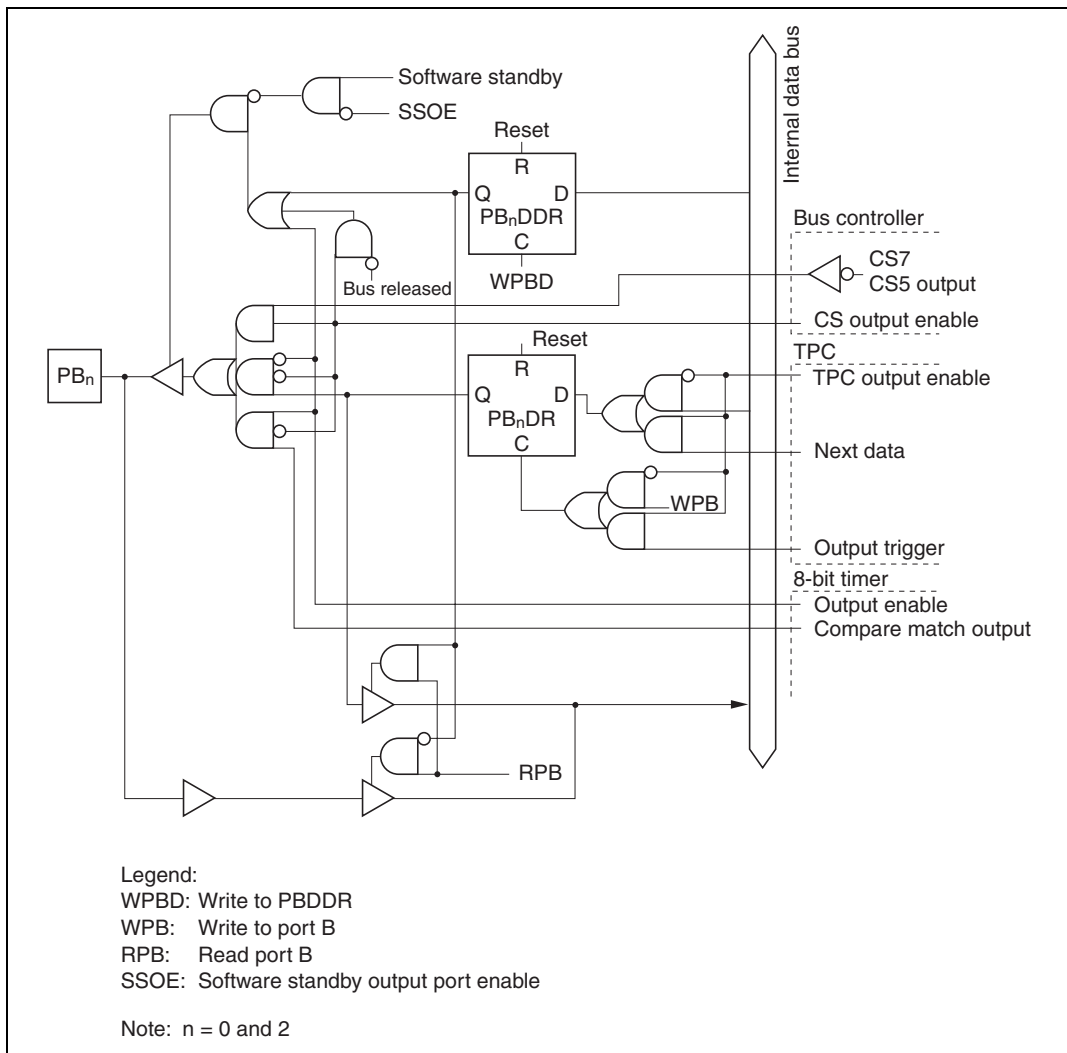 Software standby
SSOE
Internal data bus
Reset
R
Q D
PBnDDR
C
WPBD
Bus released
Bus controller
CS7
CS5 output
CS output enable
TPC
Reset
R
Q D
PBnDR
C
PBn
TPC output enable
Next data
WPB
Output trigger
8-bit timer
Output enable
Compare match output
RPB
Legend:
WPBD: Write to PBDDR
WPB: Write to port B
RPB: Read port B
SSOE: Software standby output port enable
Note: n = 0 and 2